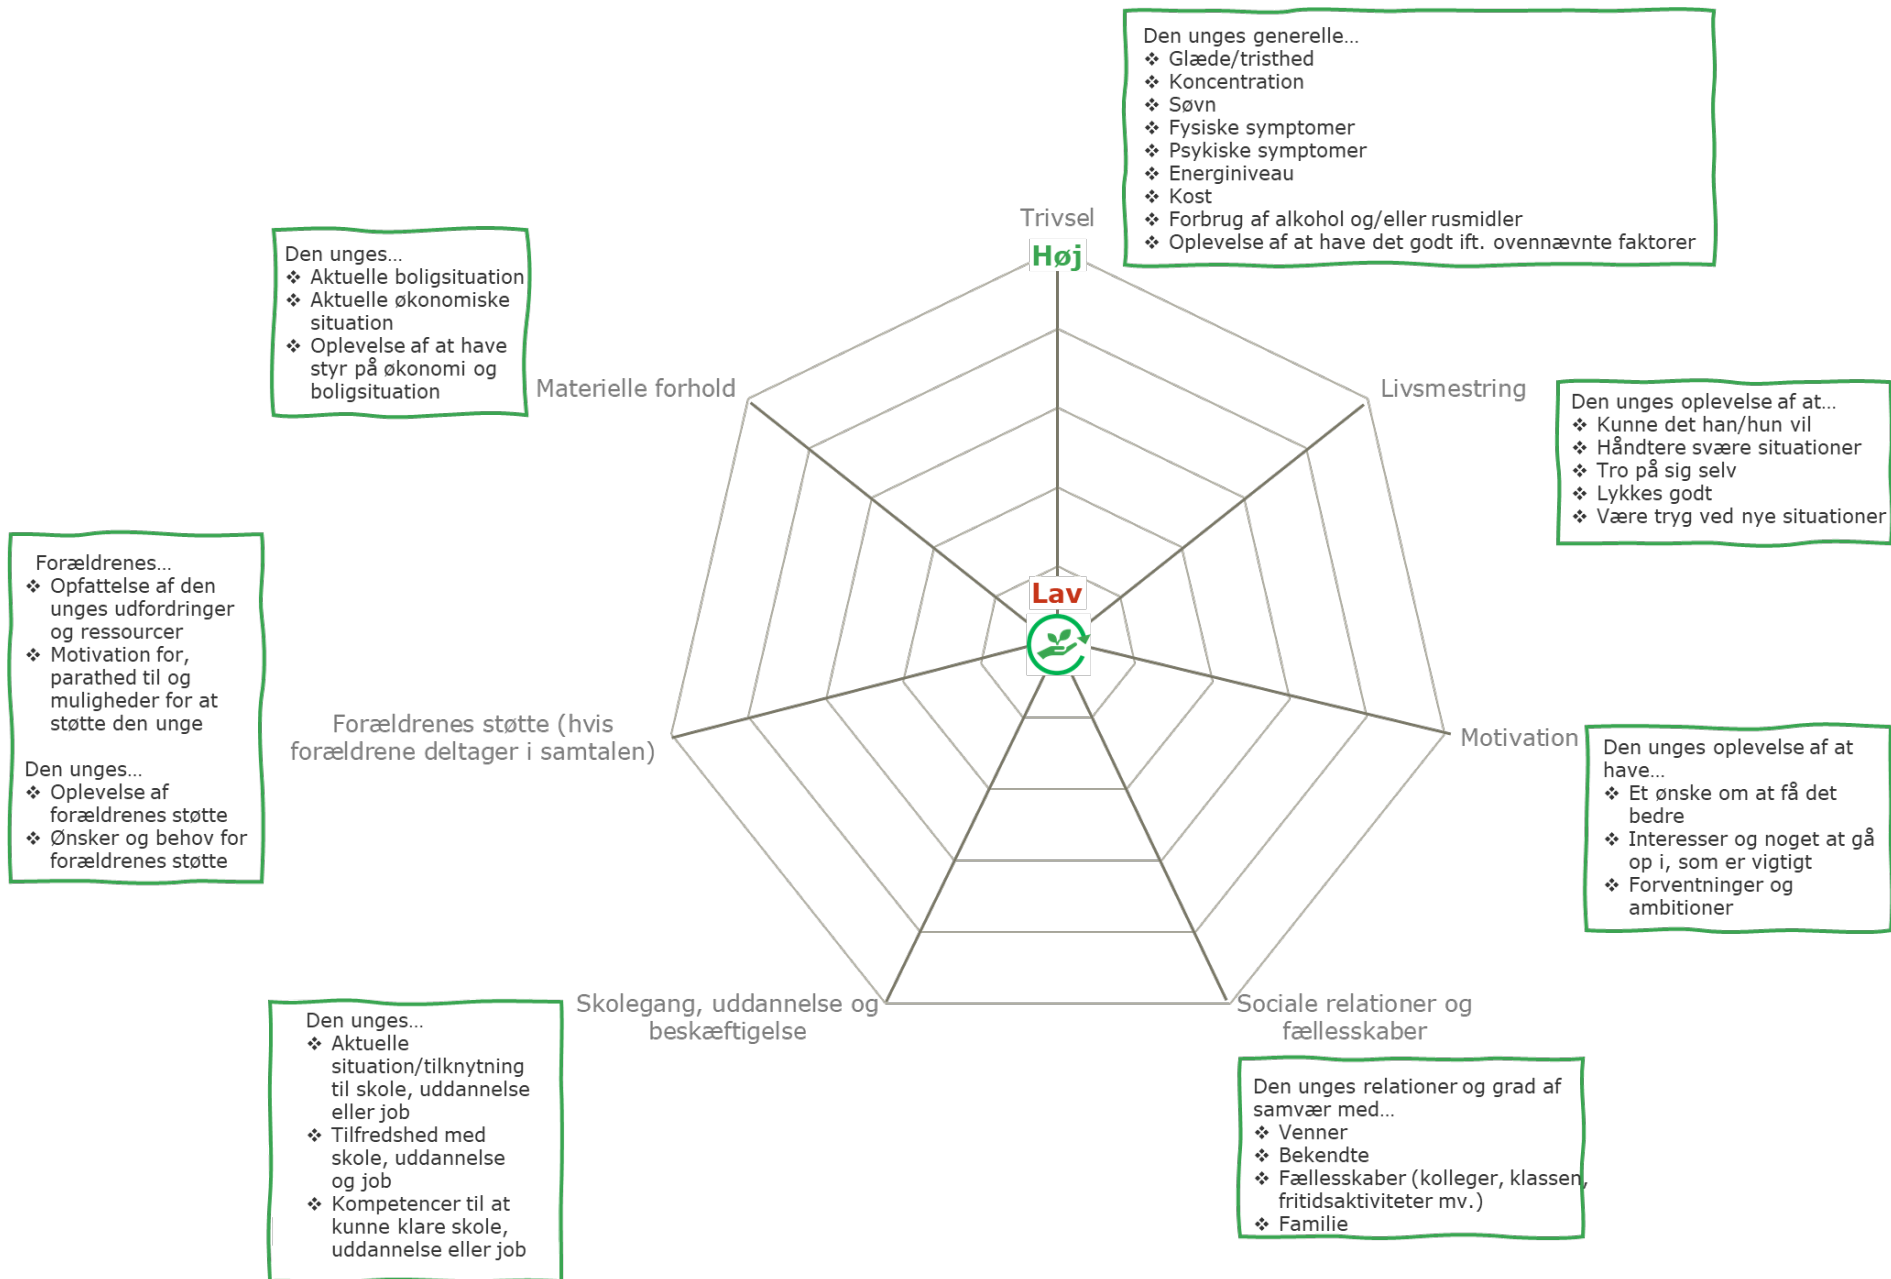 Den unges generelle...
❖ Glæde/tristhed
❖ Koncentration
❖ Søvn
❖ Fysiske symptomer
❖ Psykiske symptomer
❖ Energiniveau
❖ Kost
❖ Forbrug af alkohol og/eller rusmidler
❖ Oplevelse af at have det godt ift. ovennævnte faktorer
Trivsel
Høj
Den unges...
❖ Aktuelle boligsituation
❖ Aktuelle økonomiske
situation
❖ Oplevelse af at have
styr på økonomi og
boligsituation
Materielle forhold
Livsmestring
Den unges oplevelse af at...
❖ Kunne det han/hun vil
❖ Håndtere svære situationer
❖ Tro på sig selv
❖ Lykkes godt
❖ Være tryg ved nye situationer
Lav
Forældrenes...
❖ Opfattelse af den
unges udfordringer
og ressourcer
❖ Motivation for,
parathed til og
muligheder for at
støtte den unge
Den unges...
❖ Oplevelse af
forældrenes støtte
❖ Ønsker og behov for
forældrenes støtte
Forældrenes støtte (hvis
forældrene deltager i samtalen)
Motivation
Den unges oplevelse af at
have...
❖ Et ønske om at få det
bedre
❖ Interesser og noget at gå
op i, som er vigtigt
❖ Forventninger og
ambitioner
Skolegang, uddannelse og
beskæftigelse
Sociale relationer og
fællesskaber
Den unges...
❖ Aktuelle
situation/tilknytning
til skole, uddannelse
eller job
❖ Tilfredshed med
skole, uddannelse
og job
❖ Kompetencer til at
kunne klare skole,
uddannelse eller job
Den unges relationer og grad af
samvær med...
❖ Venner
❖ Bekendte
❖ Fællesskaber (kolleger, klassen,
fritidsaktiviteter mv.)
❖ Familie